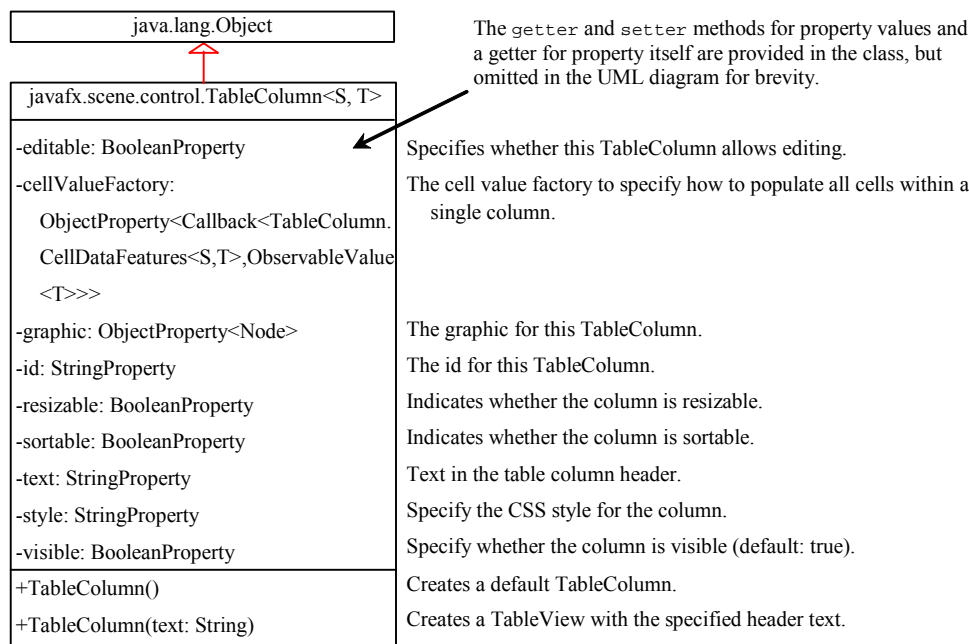 java.lang.Object
The getter and setter methods for property values and
a getter for property itself are provided in the class, but
omitted in the UML diagram for brevity.
javafx.scene.control.TableColumn<S, T>
-editable: BooleanProperty
Specifies whether this TableColumn allows editing.
-cellValueFactory:
ObjectProperty<Callback<TableColumn.
CellDataFeatures<S,T>,ObservableValue
<T>>>
The cell value factory to specify how to populate all cells within a
single column.
-graphic: ObjectProperty<Node>
The graphic for this TableColumn.
-id: StringProperty
The id for this TableColumn.
-resizable: BooleanProperty
Indicates whether the column is resizable.
-sortable: BooleanProperty
Indicates whether the column is sortable.
-text: StringProperty
Text in the table column header.
-style: StringProperty
Specify the CSS style for the column.
-visible: BooleanProperty
Specify whether the column is visible (default: true).
+TableColumn()
Creates a default TableColumn.
+TableColumn(text: String)
Creates a TableView with the specified header text.